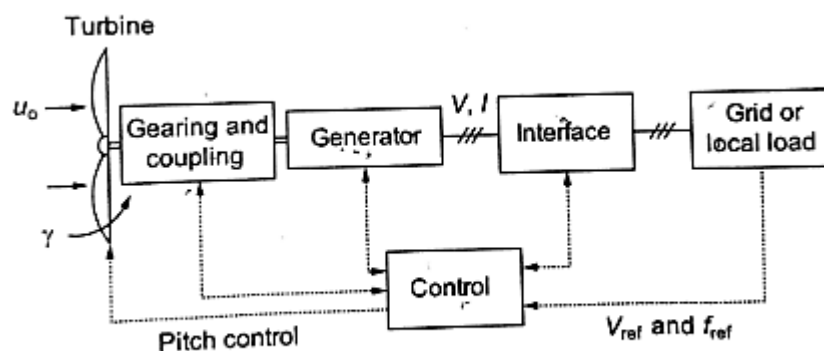 Turbine
u₀
Gearing and
coupling
Generator
V, I
Interface
Grid or
local load
γ
Control
Pitch control
V_ref and f_ref